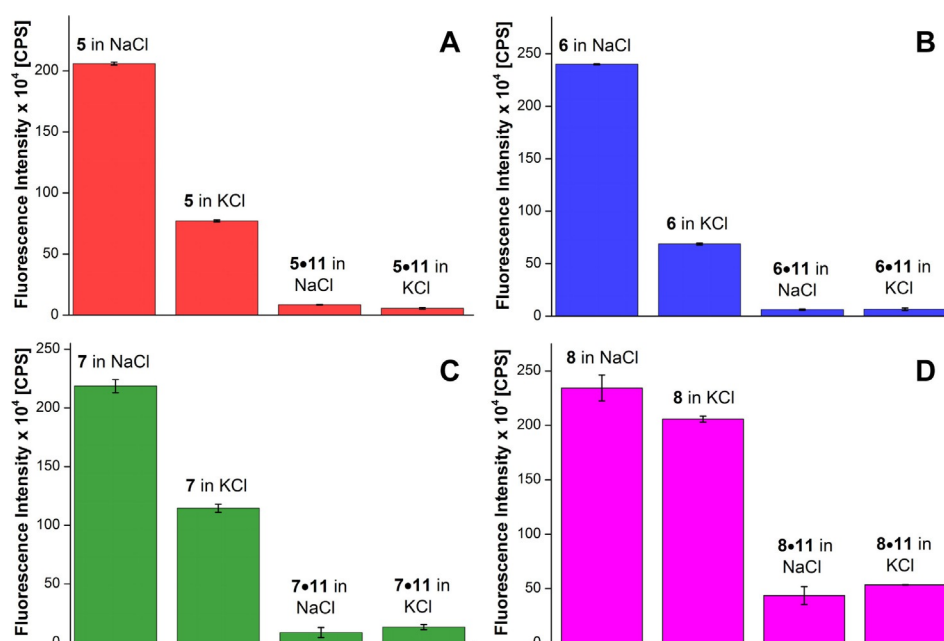 A
Fluorescence Intensity x 10⁴ [CPS]
200
150
100
50
0
5 in NaCl
5 in KCl
5•11 in
NaCl
5•11 in
KCl
B
Fluorescence Intensity x 10⁴ [CPS]
250
200
150
100
50
0
6 in NaCl
6 in KCl
6•11 in
NaCl
6•11 in
KCl
C
Fluorescence Intensity x 10⁴ [CPS]
250
200
150
100
50
0
7 in NaCl
7 in KCl
7•11 in
NaCl
7•11 in
KCl
D
Fluorescence Intensity x 10⁴ [CPS]
250
200
150
100
50
0
8 in NaCl
8 in KCl
8•11 in
NaCl
8•11 in
KCl